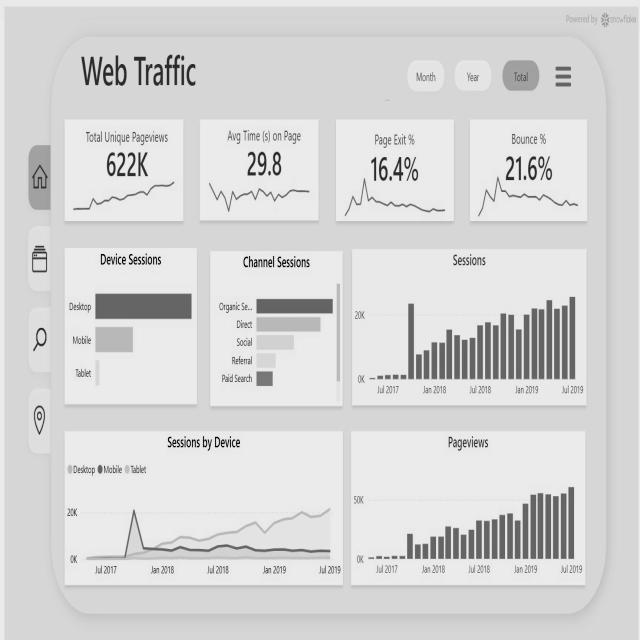 Powered by snowflake
Web Traffic
Month
Year
Total
Total Unique Pageviews
622K
Avg Time (s) on Page
29.8
Page Exit %
16.4%
Bounce %
21.6%
Device Sessions
Desktop
Mobile
Tablet
Channel Sessions
Organic Se...
Direct
Social
Referral
Paid Search
Sessions
20K
0K
Jul 2017 Jan 2018 Jul 2018 Jan 2019 Jul 2019
Sessions by Device
Desktop Mobile Tablet
20K
0K
Jul 2017 Jan 2018 Jul 2018 Jan 2019 Jul 2019
Pageviews
50K
0K
Jul 2017 Jan 2018 Jul 2018 Jan 2019 Jul 2019